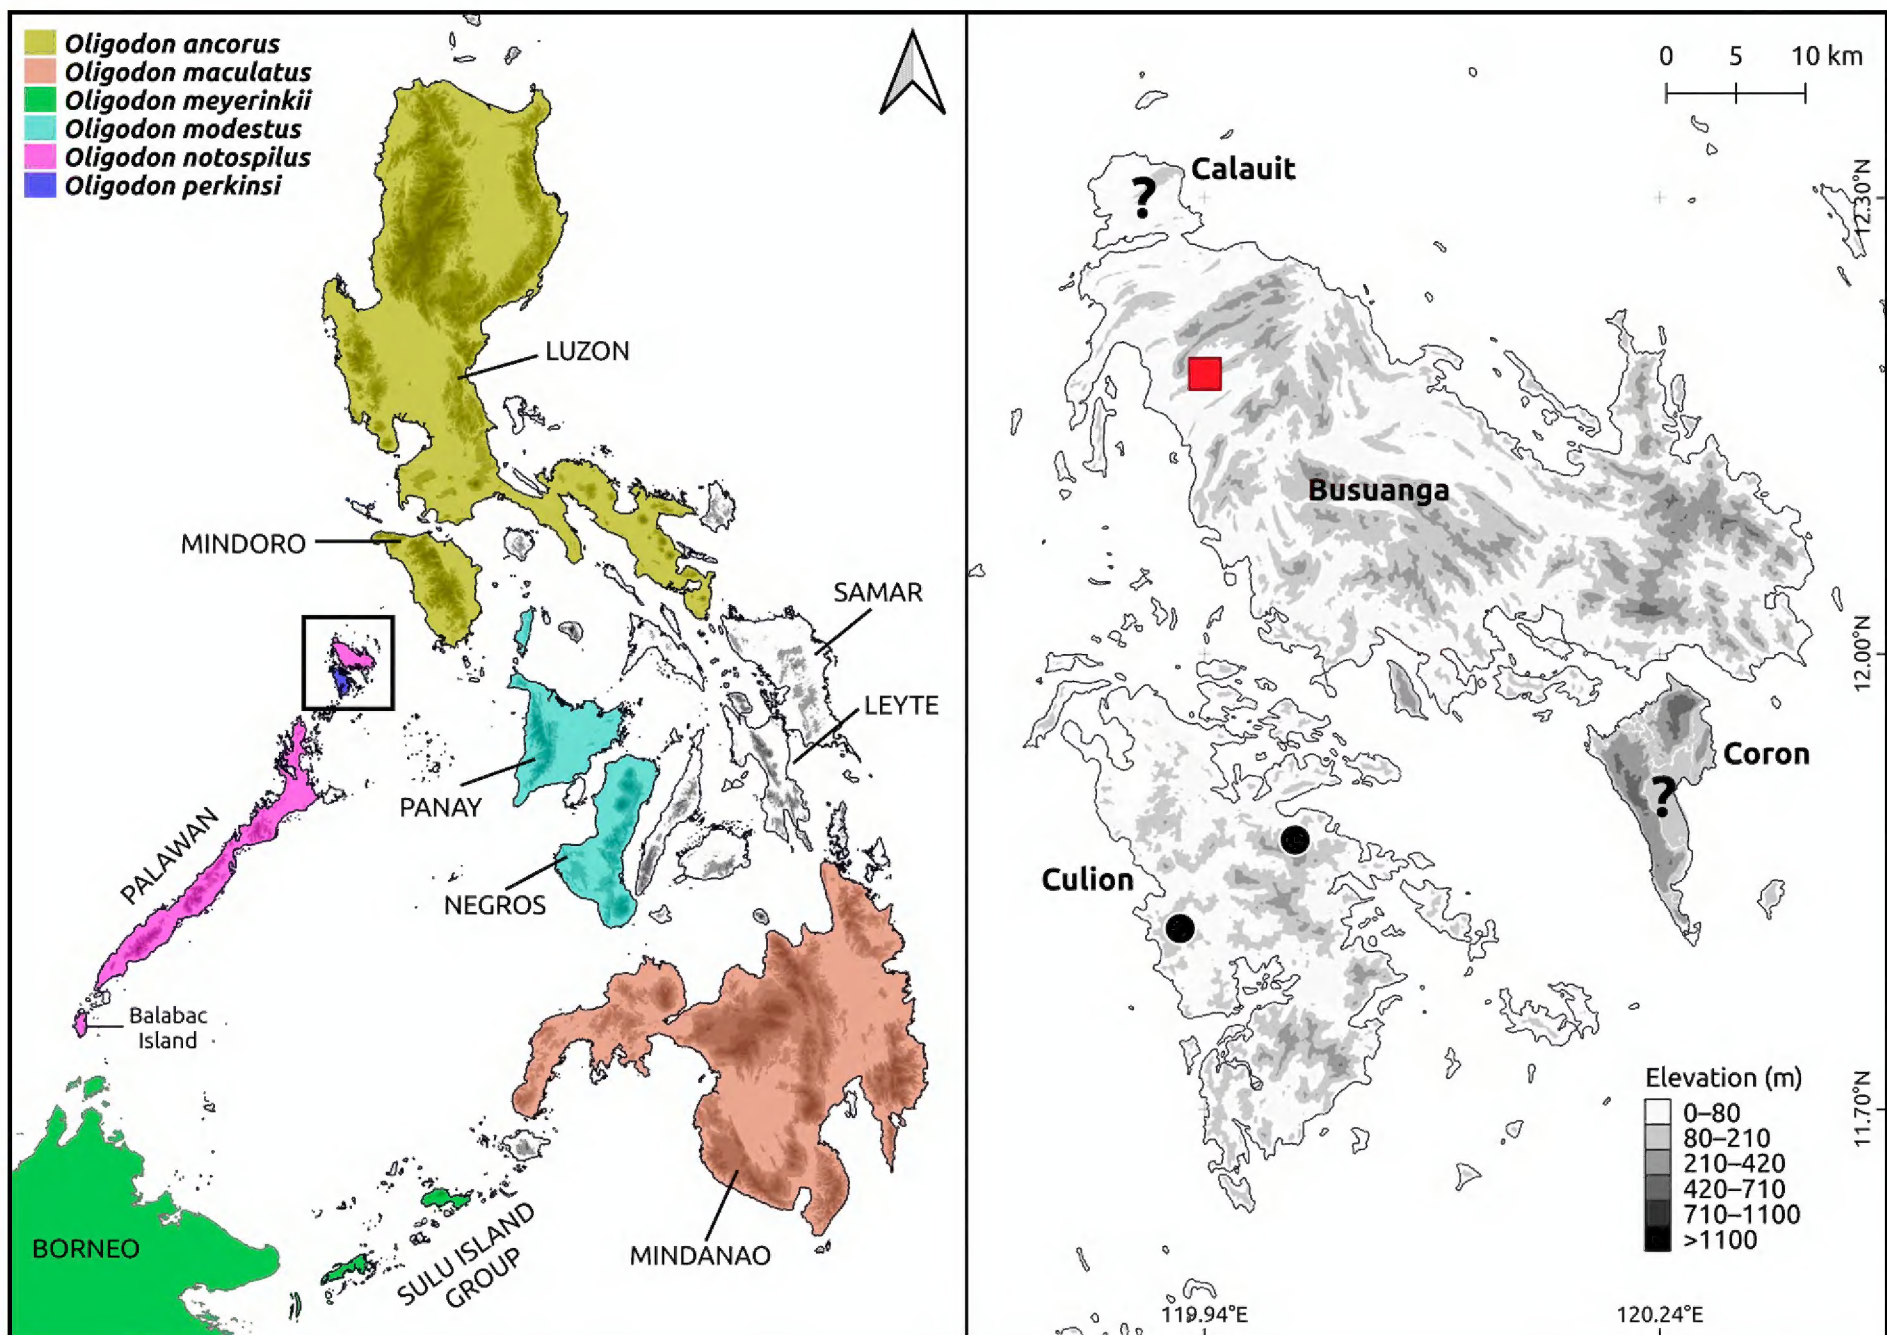 Oligodon ancorus
Oligodon maculatus
Oligodon meyerinkii
Oligodon modestus
Oligodon notospilus
Oligodon perkinsi
LUZON
MINDORO
SAMAR
LEYTE
PANAY
PALAWAN
NEGROS
Balabac
Island
BORNEO
SULU ISLAND
GROUP
MINDANAO
0 5 10 km
Calauit
?
12.30°N
Busuanga
12.00°N
Coron
?
Culion
Elevation (m)
0–80
80–210
210–420
420–710
710–1100
>1100
11.70°N
119.94°E
120.24°E